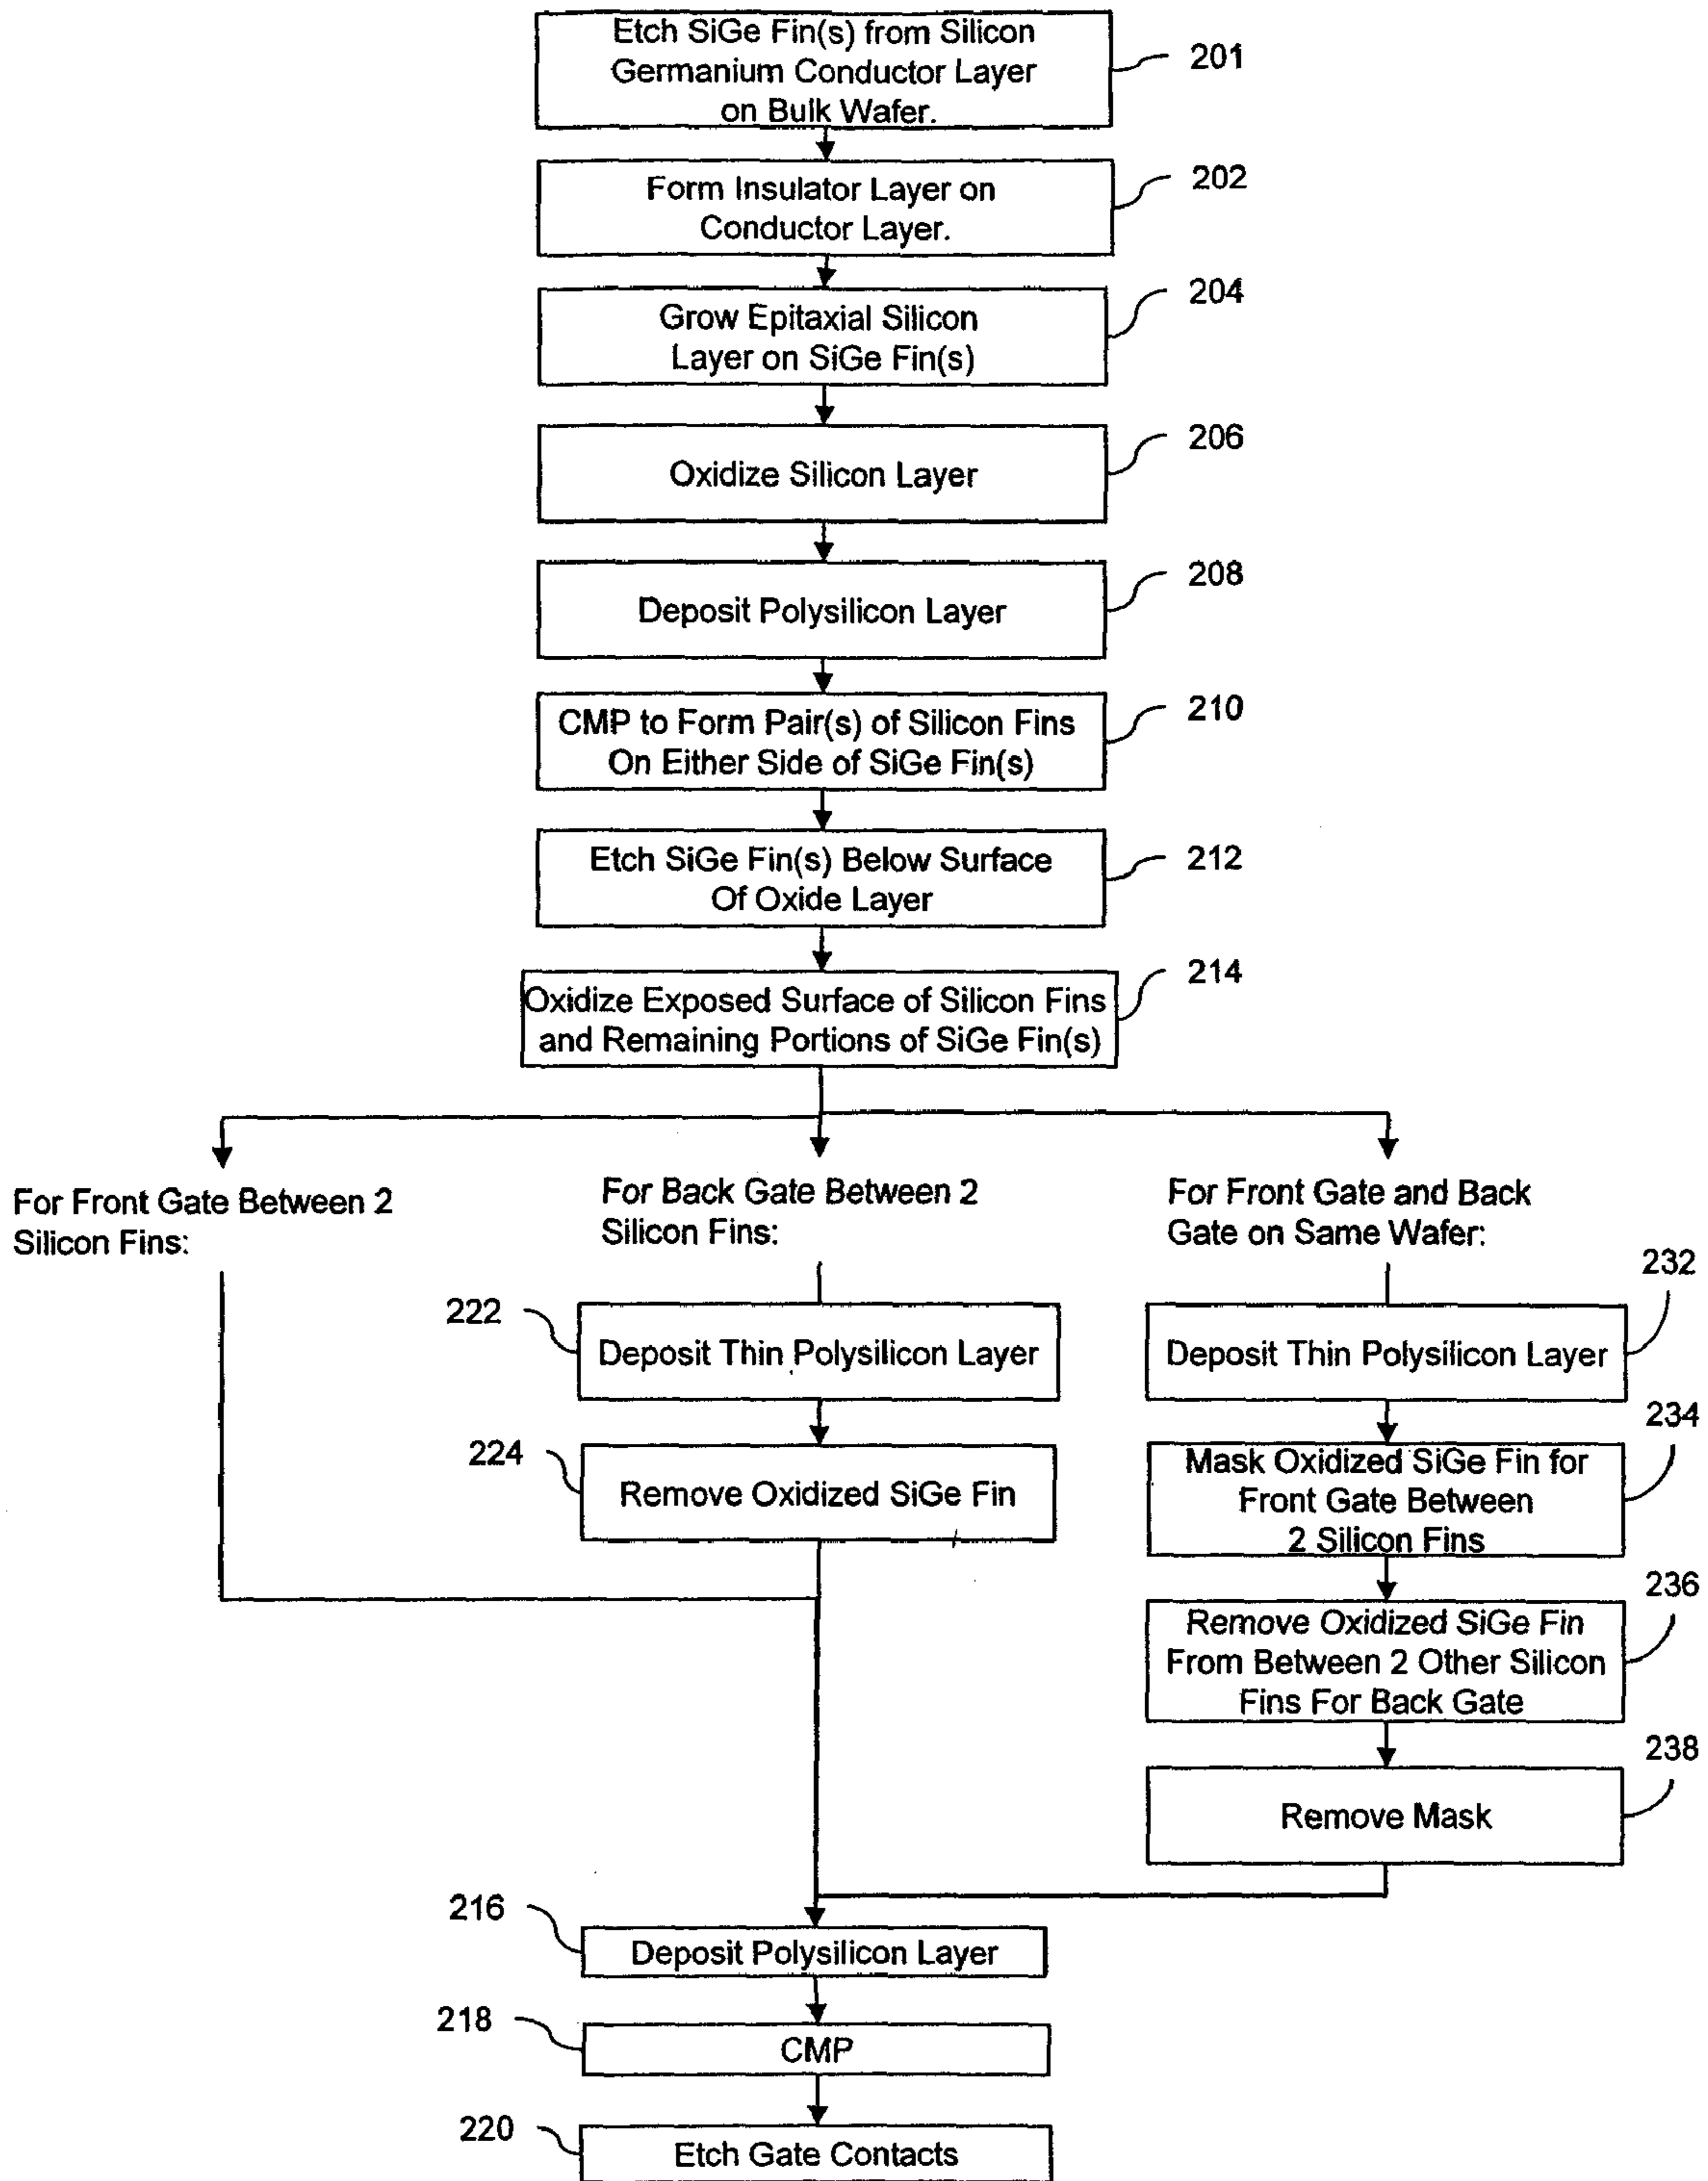 Etch SiGe Fin(s) from Silicon
Germanium Conductor Layer
on Bulk Wafer.
201
Form Insulator Layer on
Conductor Layer.
202
Grow Epitaxial Silicon
Layer on SiGe Fin(s)
204
Oxidize Silicon Layer
206
Deposit Polysilicon Layer
208
CMP to Form Pair(s) of Silicon Fins
On Either Side of SiGe Fin(s)
210
Etch SiGe Fin(s) Below Surface
Of Oxide Layer
212
Oxidize Exposed Surface of Silicon Fins
and Remaining Portions of SiGe Fin(s)
214
For Front Gate Between 2
Silicon Fins:
For Back Gate Between 2
Silicon Fins:
222
Deposit Thin Polysilicon Layer
224
Remove Oxidized SiGe Fin
For Front Gate and Back
Gate on Same Wafer:
232
Deposit Thin Polysilicon Layer
234
Mask Oxidized SiGe Fin for
Front Gate Between
2 Silicon Fins
236
Remove Oxidized SiGe Fin
From Between 2 Other Silicon
Fins For Back Gate
238
Remove Mask
216
Deposit Polysilicon Layer
218
CMP
220
Etch Gate Contacts